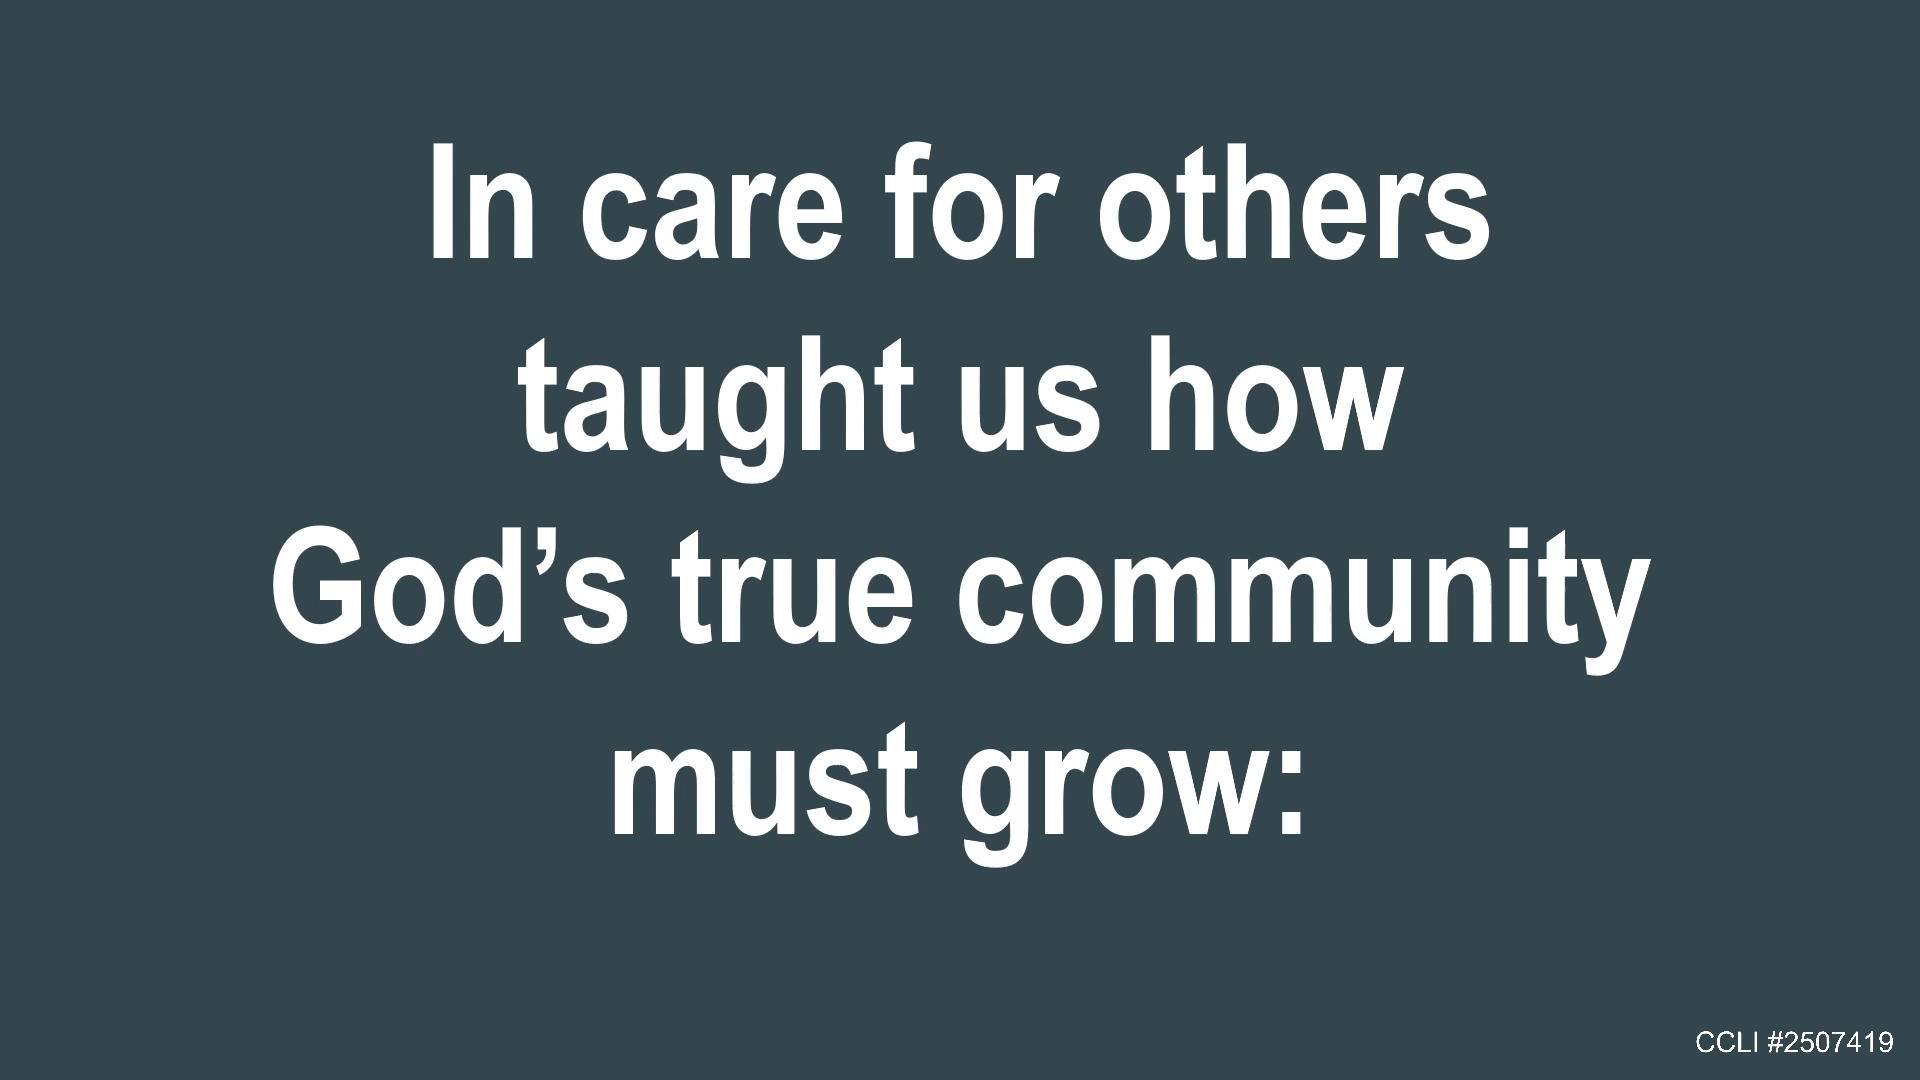 In care for others
taught us how
God’s true community
must grow:
CCLI #2507419